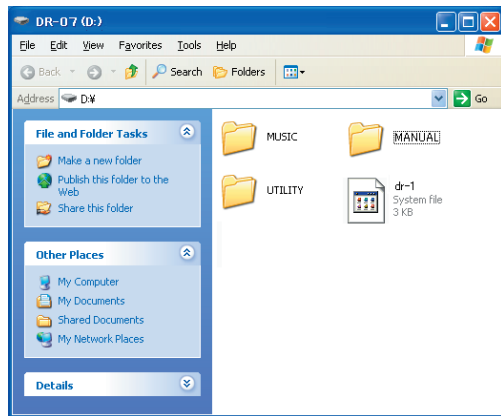 DR-07 (D:)
File Edit View Favorites Tools Help
Back Search Folders
Address D:¥ Go
File and Folder Tasks
Make a new folder
Publish this folder to the
Web
Share this folder
Other Places
My Computer
My Documents
Shared Documents
My Network Places
Details
MUSIC
MANUAL
UTILITY
dr-1
System file
3 KB